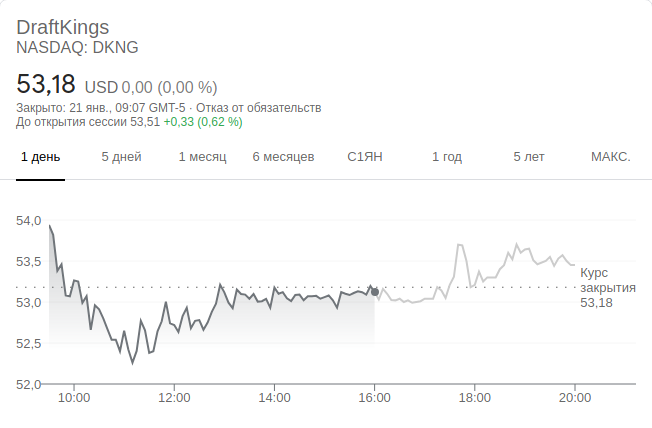 DraftKings
NASDAQ: DKNG
53,18 USD 0,00 (0,00 %)
Закрыто: 21 янв., 09:07 GMT-5 · Отказ от обязательств
До открытия сессии 53,51 +0,33 (0,62 %)
1 день 5 дней 1 месяц 6 месяцев С1ЯН 1 год 5 лет МАКС.
54,0
53,5
53,0
52,5
52,0
Курс
закрытия
53,18
10:00 12:00 14:00 16:00 18:00 20:00